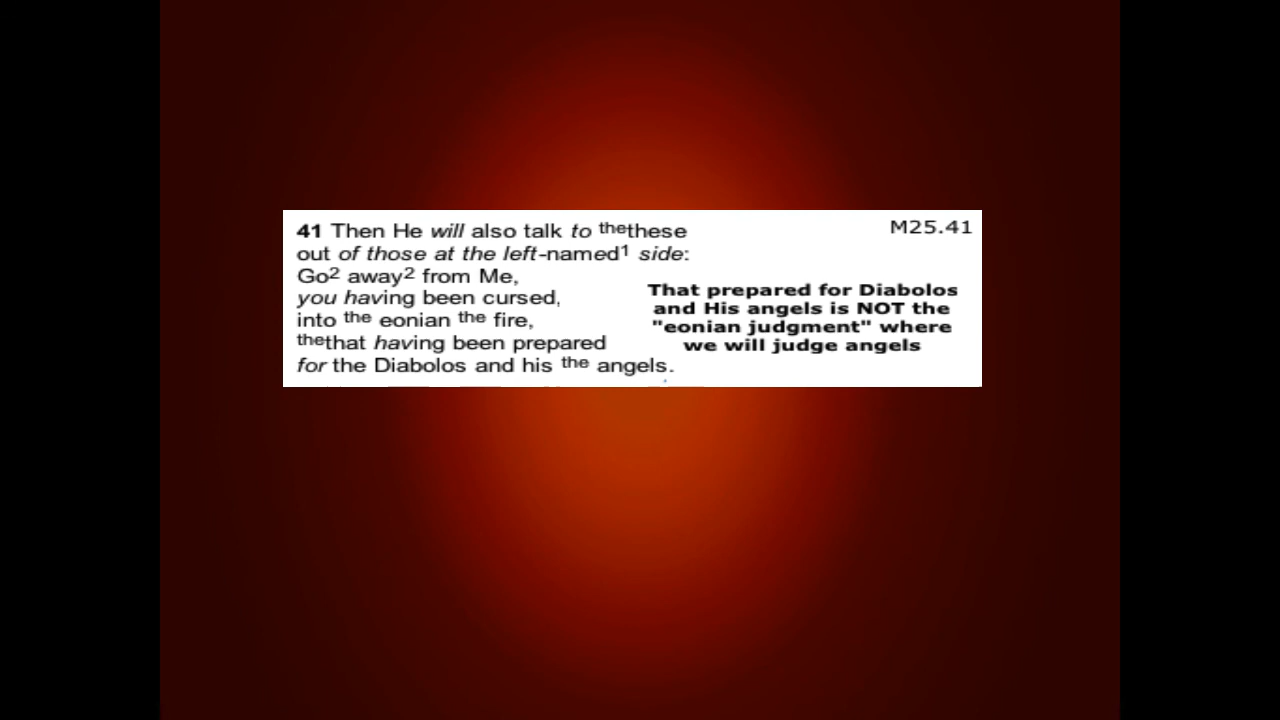 41 Then He will also talk to thethese
M25.41
out of those at the left-named1 side:
Go2 away2 from Me,
you having been cursed,
into the eonian the fire,
thethat having been prepared
for the Diabolos and his the angels.
That prepared for Diabolos
and His angels is NOT the
"eonian judgment" where
we will judge angels